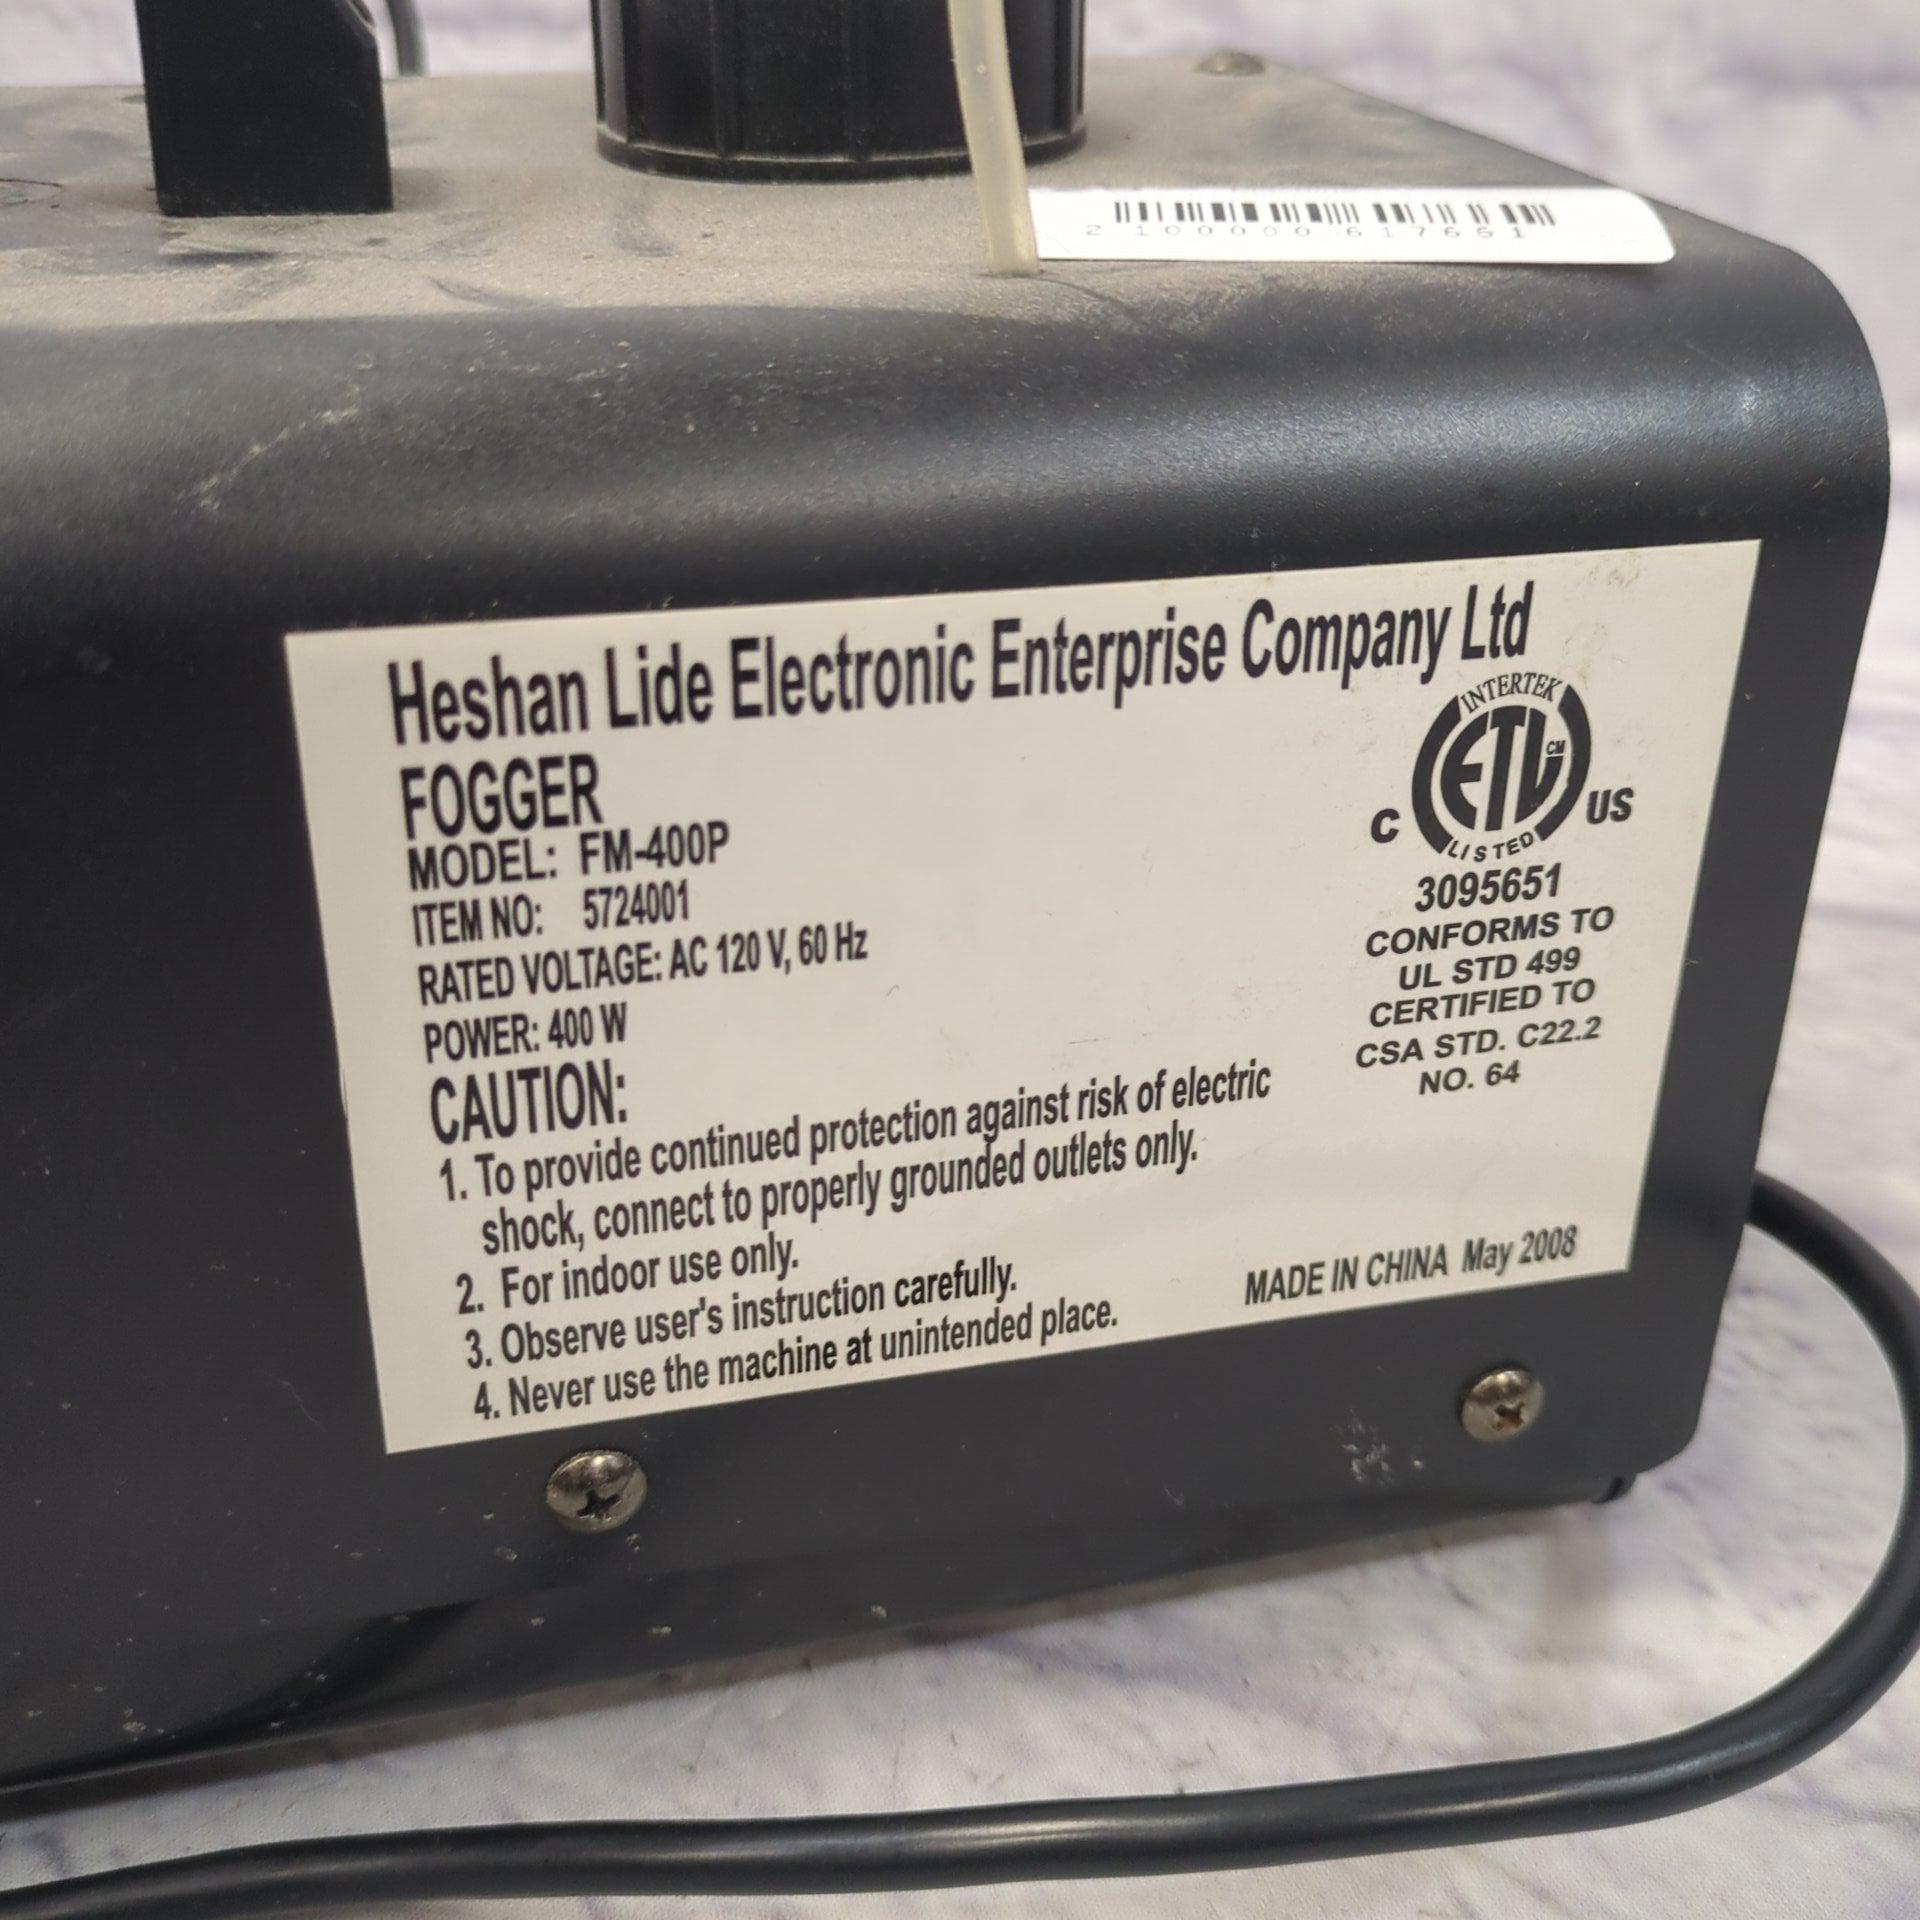 2 100000 617661
Heshan Lide Electronic Enterprise Company Ltd
FOGGER
MODEL: FM-400P
ITEM NO: 5724001
RATED VOLTAGE: AC 120 V, 60 Hz
POWER: 400 W
CAUTION:
1. To provide continued protection against risk of electric
shock, connect to properly grounded outlets only.
2. For indoor use only.
3. Observe user's instruction carefully.
4. Never use the machine at unintended place.
INTERTEK
C ETL CM US
LISTED
3095651
CONFORMS TO
UL STD 499
CERTIFIED TO
CSA STD. C22.2
NO. 64
MADE IN CHINA May 2008